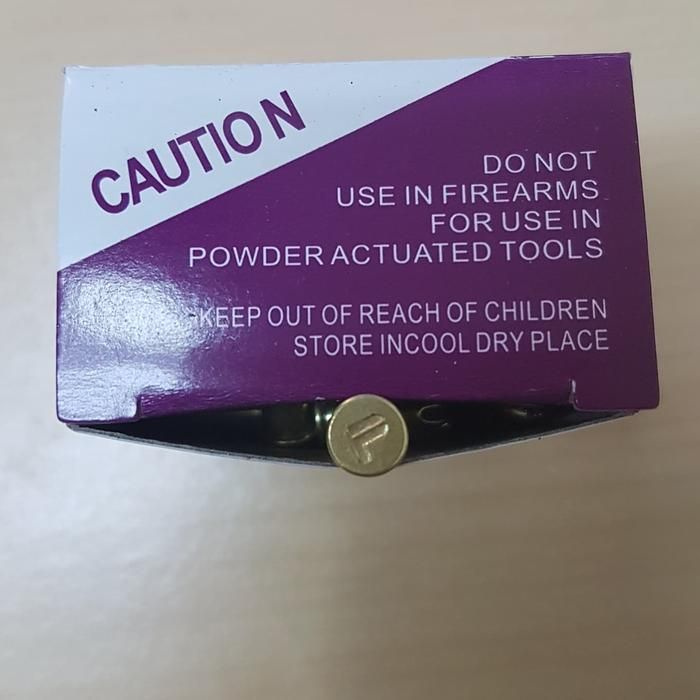 CAUTION
DO NOT
USE IN FIREARMS
FOR USE IN
POWDER ACTUATED TOOLS
KEEP OUT OF REACH OF CHILDREN
STORE INCOOL DRY PLACE